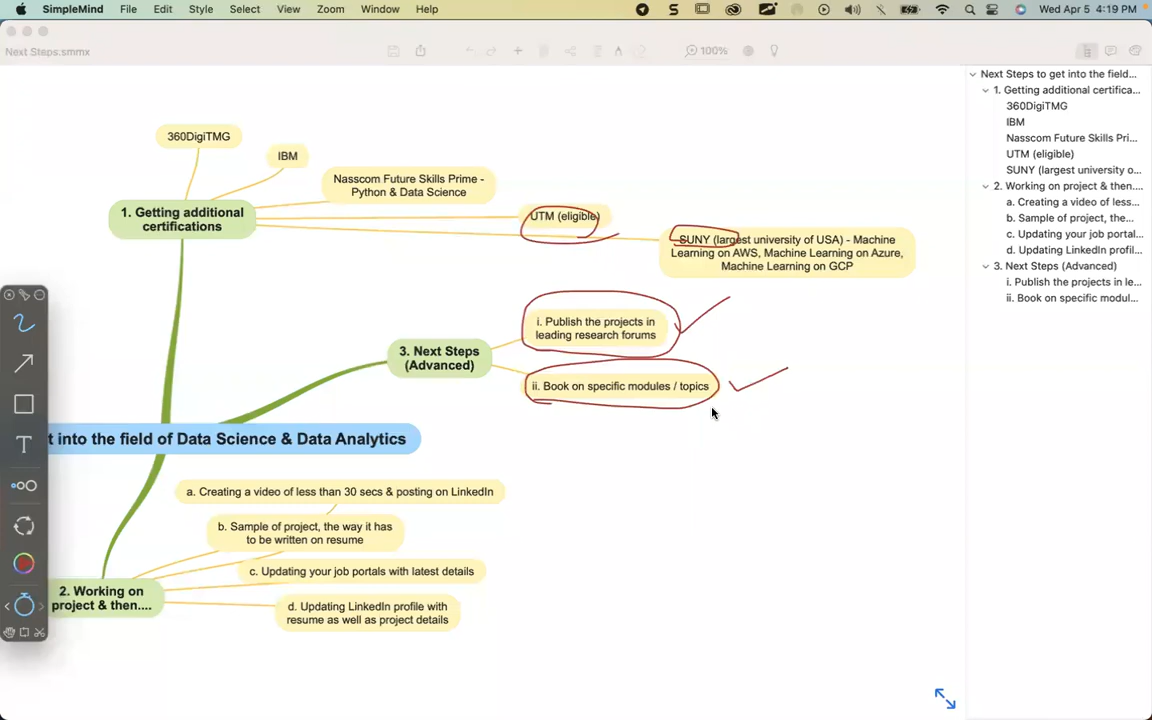 SimpleMind File Edit Style Select View Zoom Window Help
Wed Apr 5 4:19 PM
Next Steps.smmx
100%
360DigiTMG
IBM
Nasscom Future Skills Prime -
Python & Data Science
1. Getting additional
certifications
UTM (eligible)
SUNY (largest university of USA) - Machine
Learning on AWS, Machine Learning on Azure,
Machine Learning on GCP
i. Publish the projects in
leading research forums
3. Next Steps
(Advanced)
ii. Book on specific modules / topics
t into the field of Data Science & Data Analytics
a. Creating a video of less than 30 secs & posting on LinkedIn
b. Sample of project, the way it has
to be written on resume
c. Updating your job portals with latest details
2. Working on
project & then....
d. Updating LinkedIn profile with
resume as well as project details
Next Steps to get into the field...
1. Getting additional certifica...
360DigiTMG
IBM
Nasscom Future Skills Pri...
UTM (eligible)
SUNY (largest university o...
2. Working on project & then....
a. Creating a video of less...
b. Sample of project, the...
c. Updating your job portal...
d. Updating LinkedIn profil...
3. Next Steps (Advanced)
i. Publish the projects in le...
ii. Book on specific modul...
T